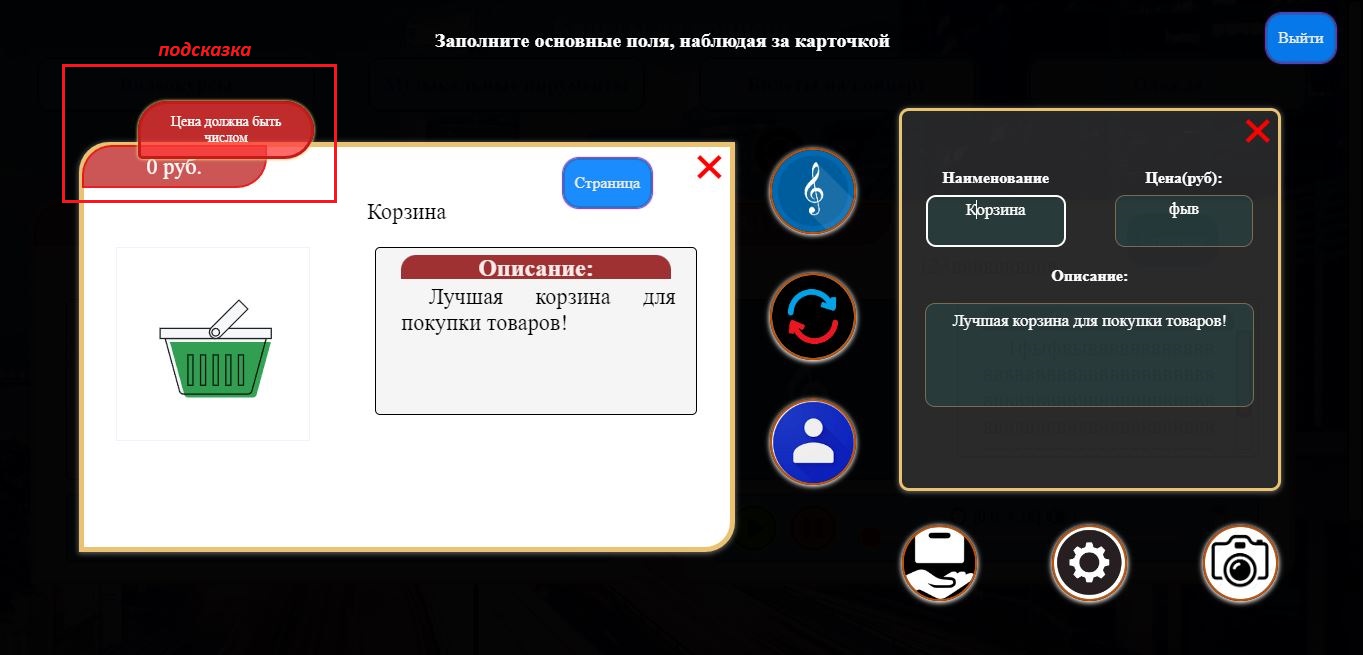 Заполните основные поля, наблюдая за карточкой
Выйти
подсказка
Цена должна быть
числом
0 руб.
Страница
Корзина
Описание:
Лучшая корзина для
покупки товаров!
Наименование
Цена(руб):
Корзина
фыв
Описание:
Лучшая корзина для покупки товаров!